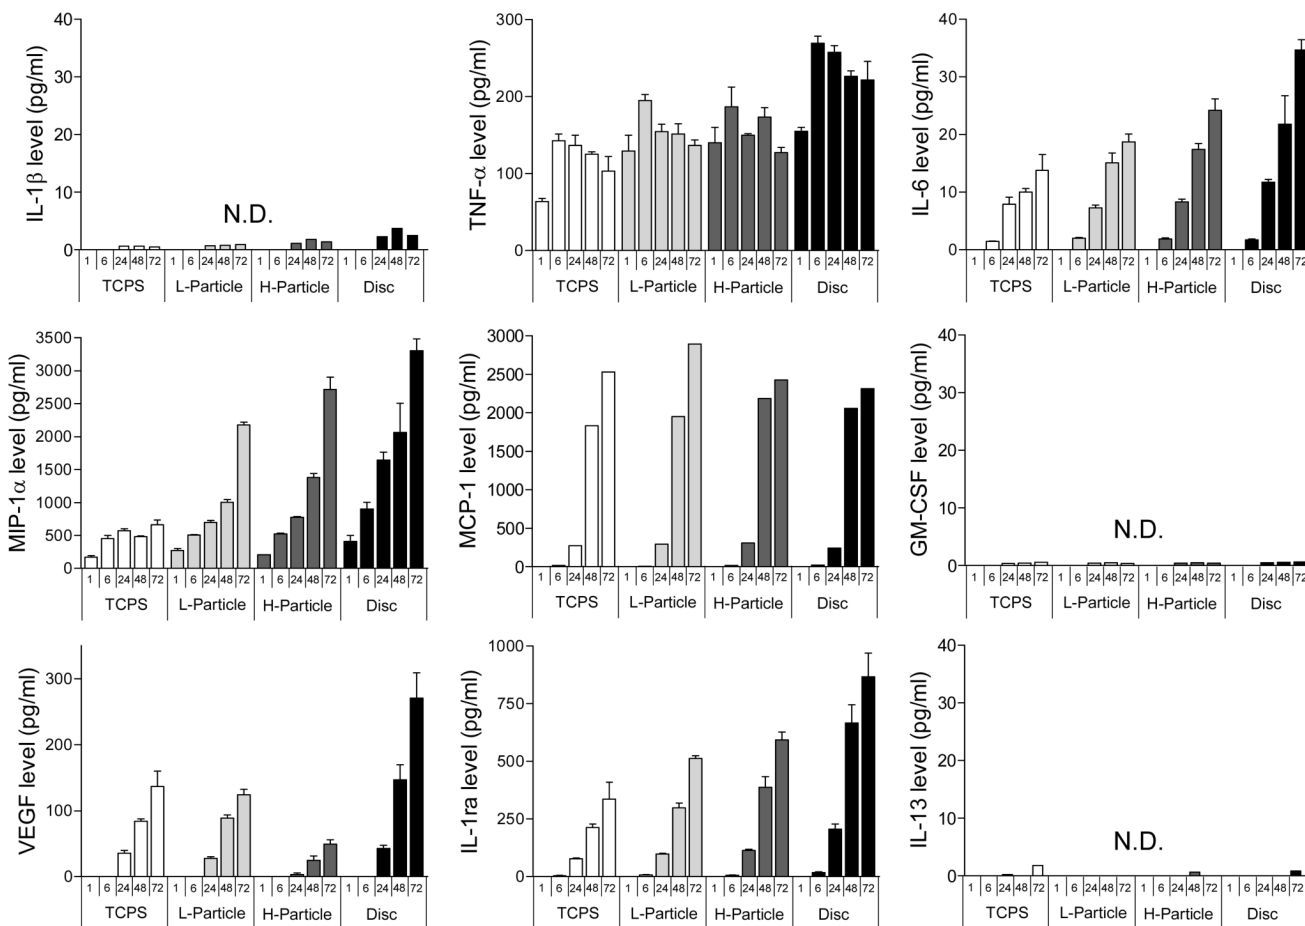 IL-1β level (pg/ml)
40
30
20
10
0
N.D.
1 6 24 48 72 1 6 24 48 72 1 6 24 48 72 1 6 24 48 72
TCPS L-Particle H-Particle Disc
TNF-α level (pg/ml)
300
200
100
0
1 6 24 48 72 1 6 24 48 72 1 6 24 48 72 1 6 24 48 72
TCPS L-Particle H-Particle Disc
IL-6 level (pg/ml)
40
30
20
10
0
1 6 24 48 72 1 6 24 48 72 1 6 24 48 72 1 6 24 48 72
TCPS L-Particle H-Particle Disc
MIP-1α level (pg/ml)
3500
3000
2500
2000
1500
1000
500
0
1 6 24 48 72 1 6 24 48 72 1 6 24 48 72 1 6 24 48 72
TCPS L-Particle H-Particle Disc
MCP-1 level (pg/ml)
3000
2500
2000
1500
1000
500
0
1 6 24 48 72 1 6 24 48 72 1 6 24 48 72 1 6 24 48 72
TCPS L-Particle H-Particle Disc
GM-CSF level (pg/ml)
40
30
20
10
0
N.D.
1 6 24 48 72 1 6 24 48 72 1 6 24 48 72 1 6 24 48 72
TCPS L-Particle H-Particle Disc
VEGF level (pg/ml)
300
200
100
0
1 6 24 48 72 1 6 24 48 72 1 6 24 48 72 1 6 24 48 72
TCPS L-Particle H-Particle Disc
IL-1ra level (pg/ml)
1000
750
500
250
0
1 6 24 48 72 1 6 24 48 72 1 6 24 48 72 1 6 24 48 72
TCPS L-Particle H-Particle Disc
IL-13 level (pg/ml)
40
30
20
10
0
N.D.
1 6 24 48 72 1 6 24 48 72 1 6 24 48 72 1 6 24 48 72
TCPS L-Particle H-Particle Disc